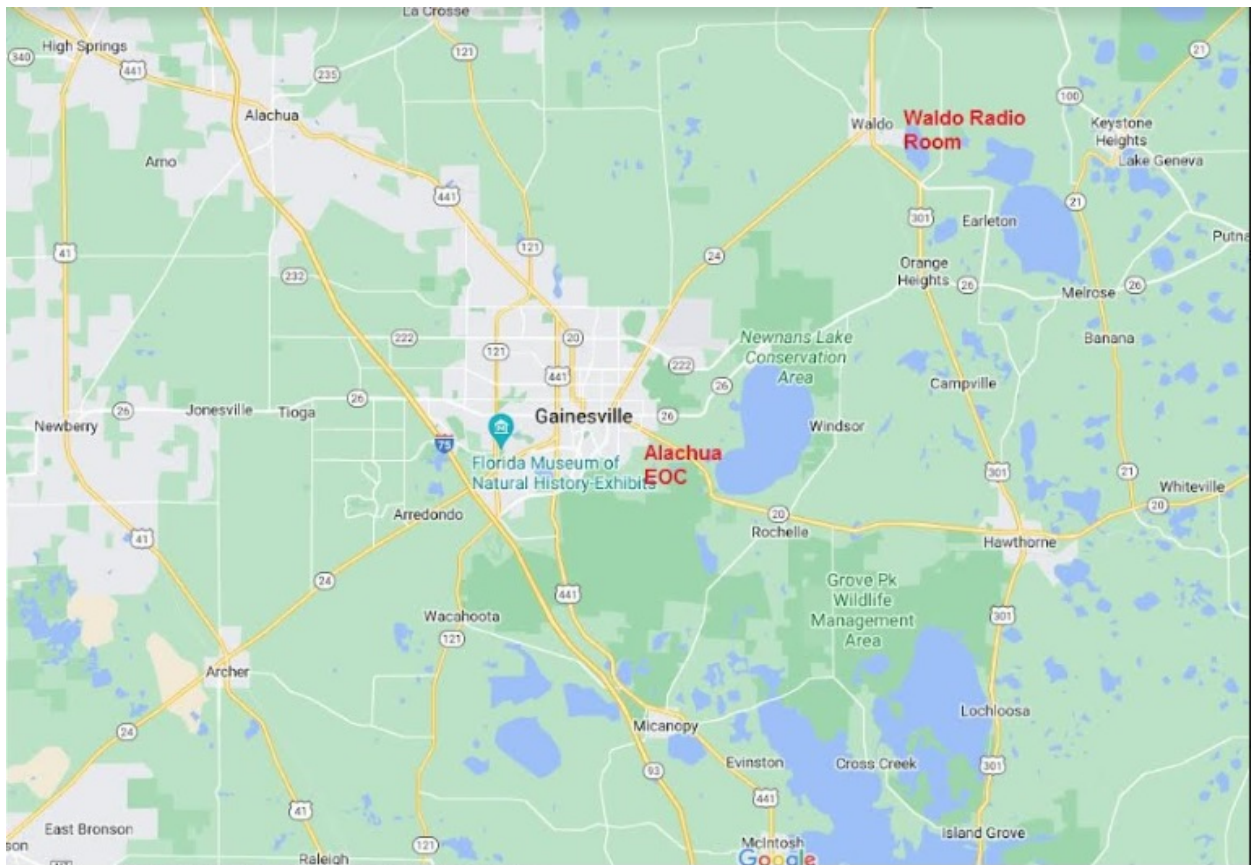 La Crosse
High Springs
340
441
121
235
21
Alachua
Waldo
Waldo Radio
Room
100
Keystone
Heights
Lake Geneva
Arno
441
21
301
Earleton
41
121
Putna
24
Orange
Heights
26
232
26
Melrose
26
222
20
121
Newnans Lake
Conservation
Area
Banana
222
441
26
Campville
26
Jonesville
Tioga
26
Gainesville
26
Newberry
Windsor
75
Alachua
EOC
Florida Museum of
Natural History-Exhibits
301
21
Whiteville
Arredondo
20
20
41
Rochelle
Hawthorne
24
441
Grove Pk
Wildlife
Management
Area
Wacahoota
301
121
Archer
Lochloosa
24
Micanopy
Evinston
Cross Creek
301
93
441
41
East Bronson
Island Grove
son
121
McIntosh
Raleigh
Google